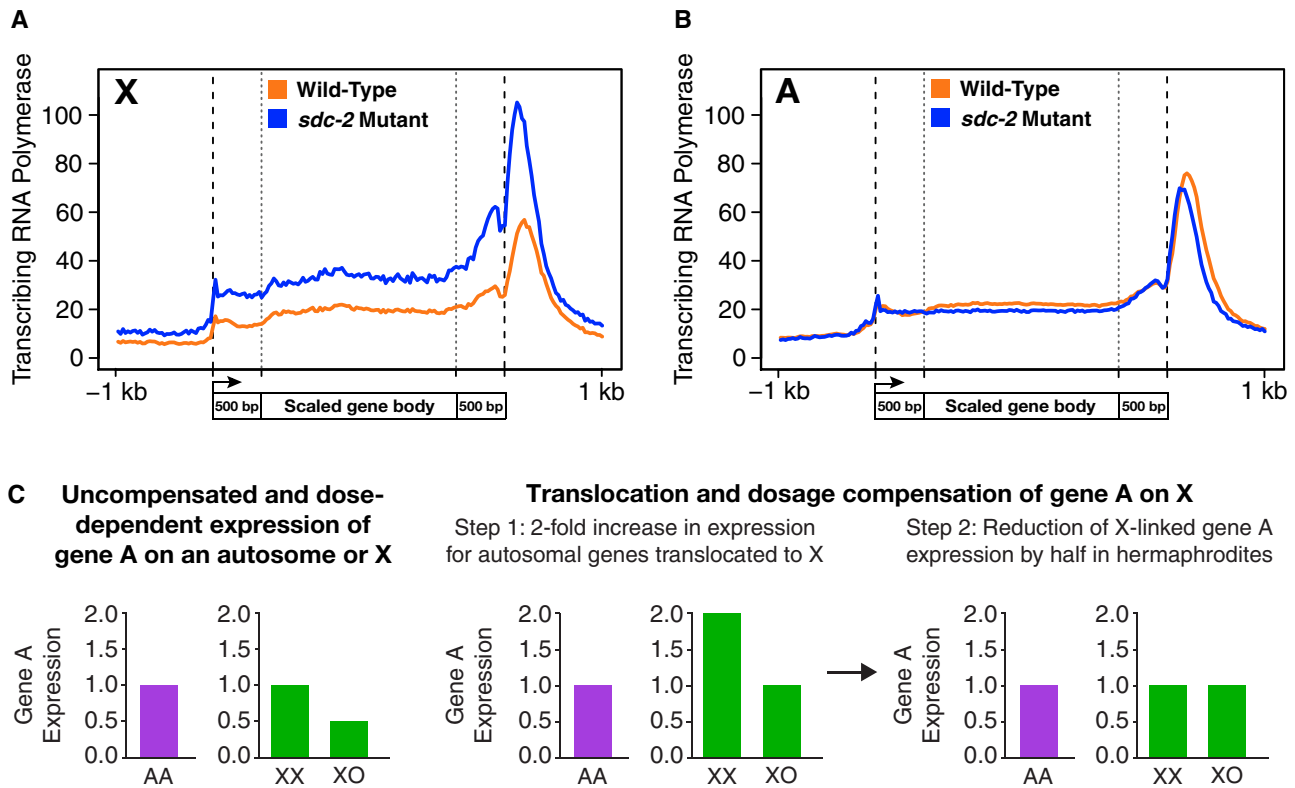 A
X
Wild-Type
sdc-2 Mutant
Transcribing RNA Polymerase
100
80
60
40
20
0
−1 kb
1 kb
500 bp
Scaled gene body
500 bp
B
A
Wild-Type
sdc-2 Mutant
Transcribing RNA Polymerase
100
80
60
40
20
0
−1 kb
1 kb
500 bp
Scaled gene body
500 bp
C
Uncompensated and dose-
dependent expression of
gene A on an autosome or X
Gene A
Expression
2.0
1.5
1.0
0.5
0.0
AA
2.0
1.5
1.0
0.5
0.0
XX
XO
Translocation and dosage compensation of gene A on X
Step 1: 2-fold increase in expression
for autosomal genes translocated to X
Gene A
Expression
2.0
1.5
1.0
0.5
0.0
AA
2.0
1.5
1.0
0.5
0.0
XX
XO
Step 2: Reduction of X-linked gene A
expression by half in hermaphrodites
Gene A
Expression
2.0
1.5
1.0
0.5
0.0
AA
2.0
1.5
1.0
0.5
0.0
XX
XO